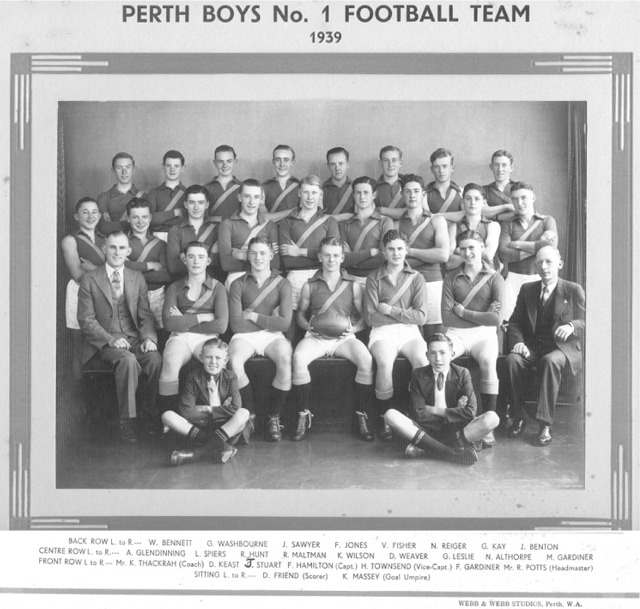 PERTH BOYS No. 1 FOOTBALL TEAM
1939
BACK ROW L. to R.--- W. BENNETT G. WASHBOURNE J. SAWYER F. JONES V. FISHER N. REIGER G. KAY J. BENTON
CENTRE ROW L. to R.--- A. GLENDINNING L. SPIERS R. HUNT R. MALTMAN K. WILSON D. WEAVER G. LESLIE N. ALTHORPE M. GARDINER
FRONT ROW L to R.--- Mr. K. THACKRAH (Coach) D. KEAST J. STUART F. HAMILTON (Capt.) H. TOWNSEND (Vice-Capt.) F. GARDINER Mr. R. POTTS (Headmaster)
SITTING L. to R.--- D. FRIEND (Scorer) K. MASSEY (Goal Umpire)
WEBB & WEBB STUDIOS, Perth, W.A.